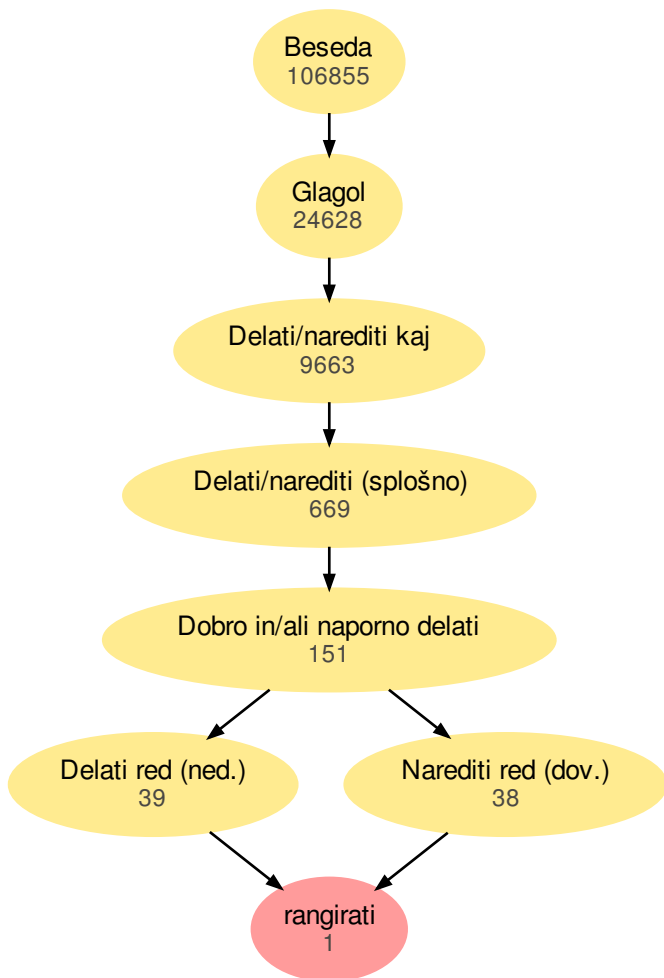 Beseda
106855
Glagol
24628
Delati/narediti kaj
9663
Delati/narediti (splošno)
669
Dobro in/ali naporno delati
151
Delati red (ned.)
39
Narediti red (dov.)
38
rangirati
1